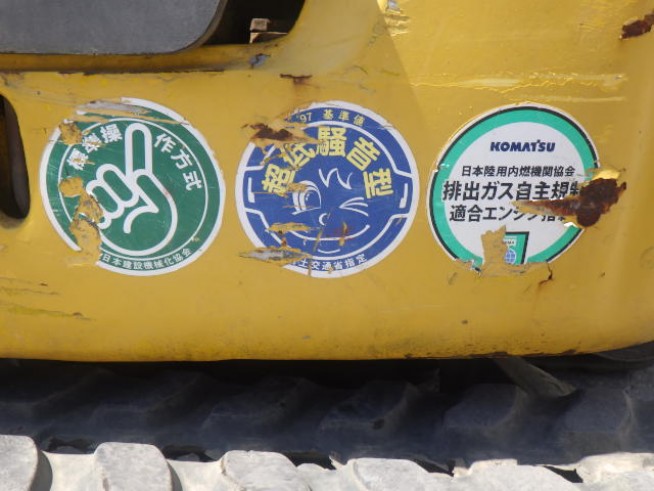 標準操作方式
日本建設機械化協会
'97 基準値
超低騒音型
国土交通省指定
KOMATSU
日本陸用内燃機関協会
排出ガス自主規制
適合エンジン搭